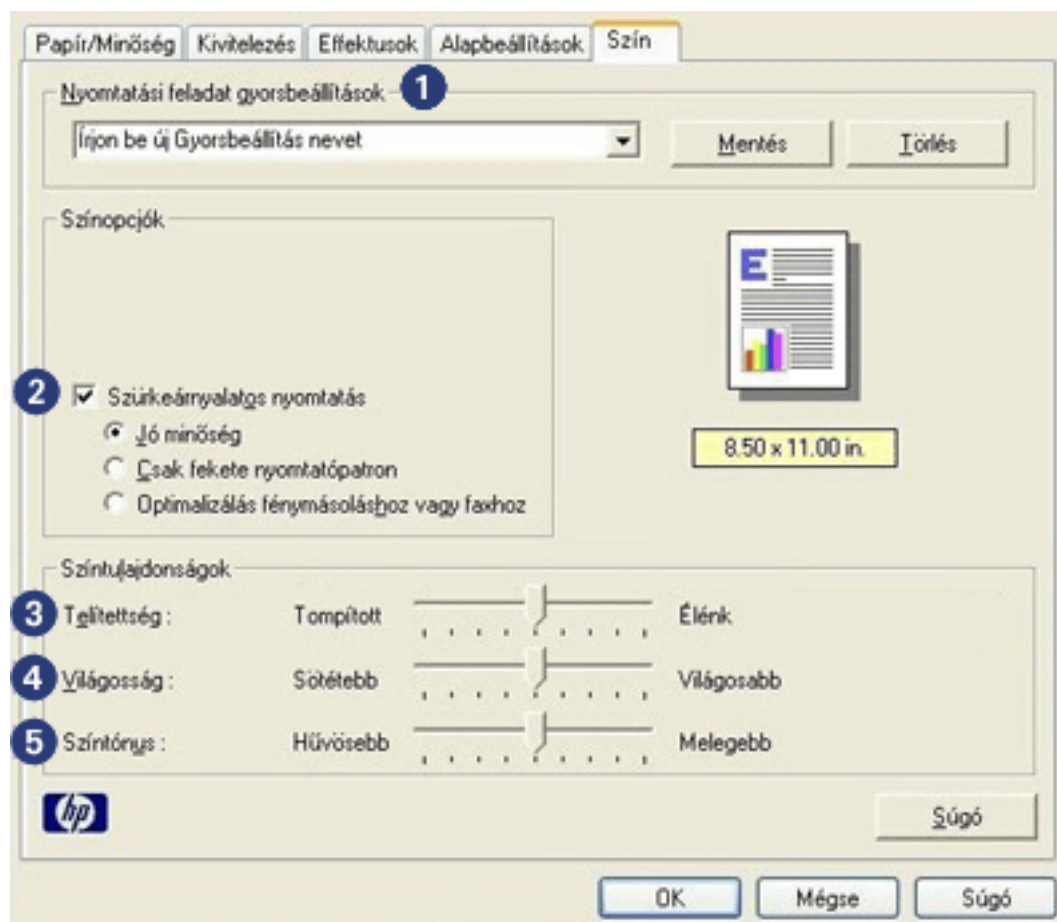 Papír/Minőség Kivitelezés Effektusok Alapbeállítások Szín
Nyomtatási feladat gyorsbeállítások 1
Írjon be új Gyorsbeállítás nevet Mentés Törlés
Színopcjók
E
2 Szürkeárnyalatos nyomtatás
Jó minőség
Csak fekete nyomtatópatron
Optimalizálás fénymásoláshoz vagy faxhoz
8.50 x 11.00 in.
Színtulajdonságok
3 Telítettség : Tompított Élénk
4 Világosság : Sötétebb Világosabb
5 Színtónus : Hűvösebb Melegebb
hp Súgó
OK Mégse Súgó